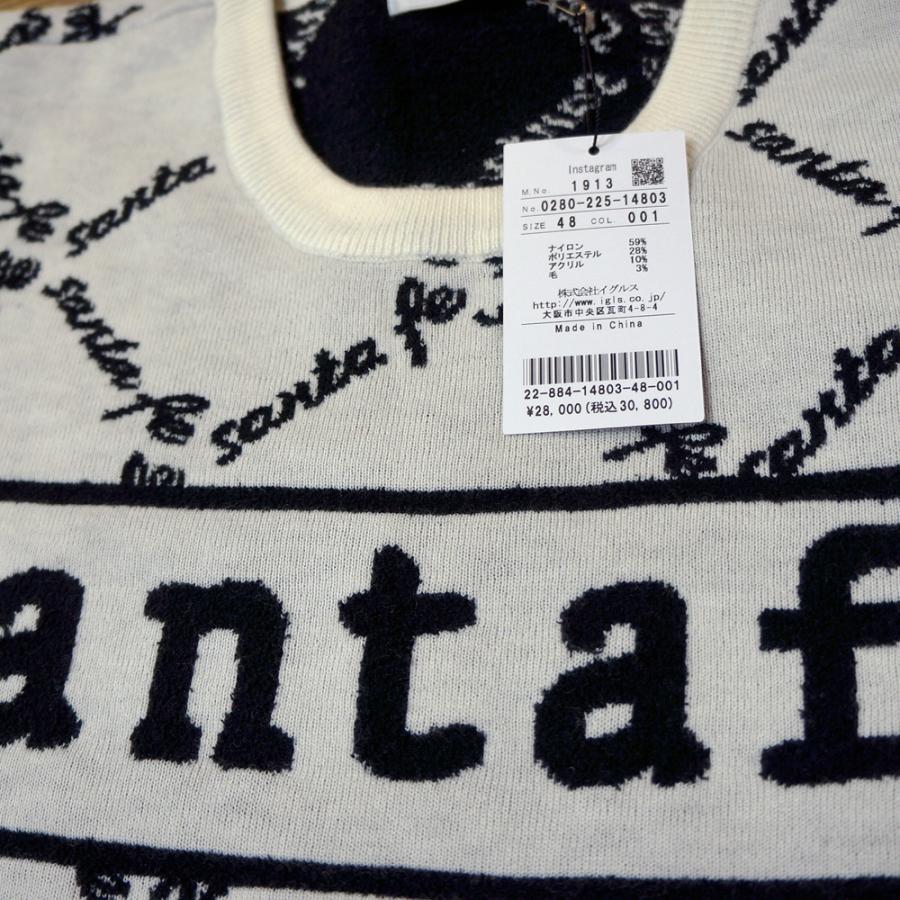 santa
fe
santa
santa
santa
fe
santa
fe
fe
santa
fe
Instagram
M.No. 1913
No. 0280-225-14803
SIZE 48 COL. 001
ナイロン 59%
ポリエステル 28%
アクリル 10%
毛 3%
株式会社イグルス
http://www.igls.co.jp/
大阪市中央区瓦町4-8-4
Made in China
22-884-14803-48-001
¥28,000(税込30,800)
antaf